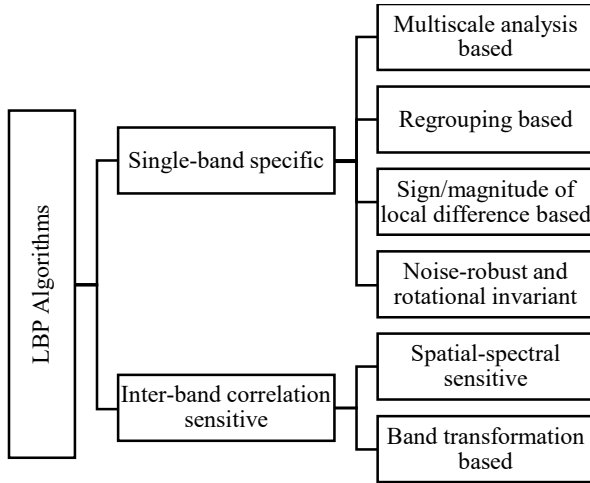 LBP Algorithms
Single-band specific
Inter-band correlation
sensitive
Multiscale analysis
based
Regrouping based
Sign/magnitude of
local difference based
Noise-robust and
rotational invariant
Spatial-spectral
sensitive
Band transformation
based